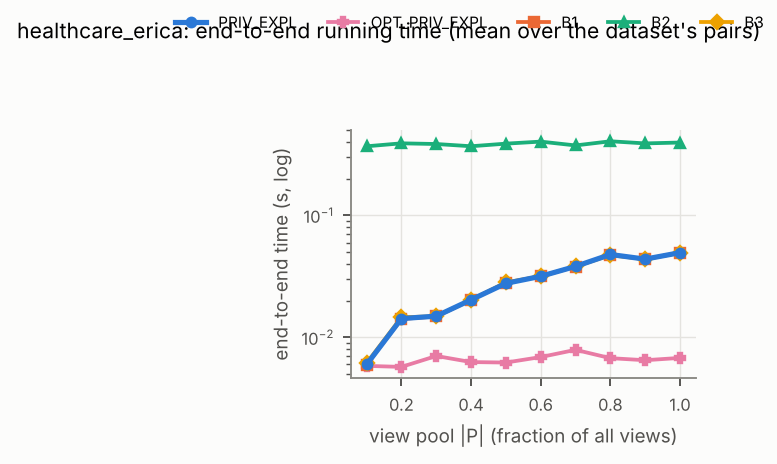 PRIV_EXPL OPT_PRIV_EXPL B1 B2 B3
healthcare_erica: end-to-end running time (mean over the dataset's pairs)
end-to-end time (s, log)
10⁻¹
10⁻²
0.2 0.4 0.6 0.8 1.0
view pool |P| (fraction of all views)